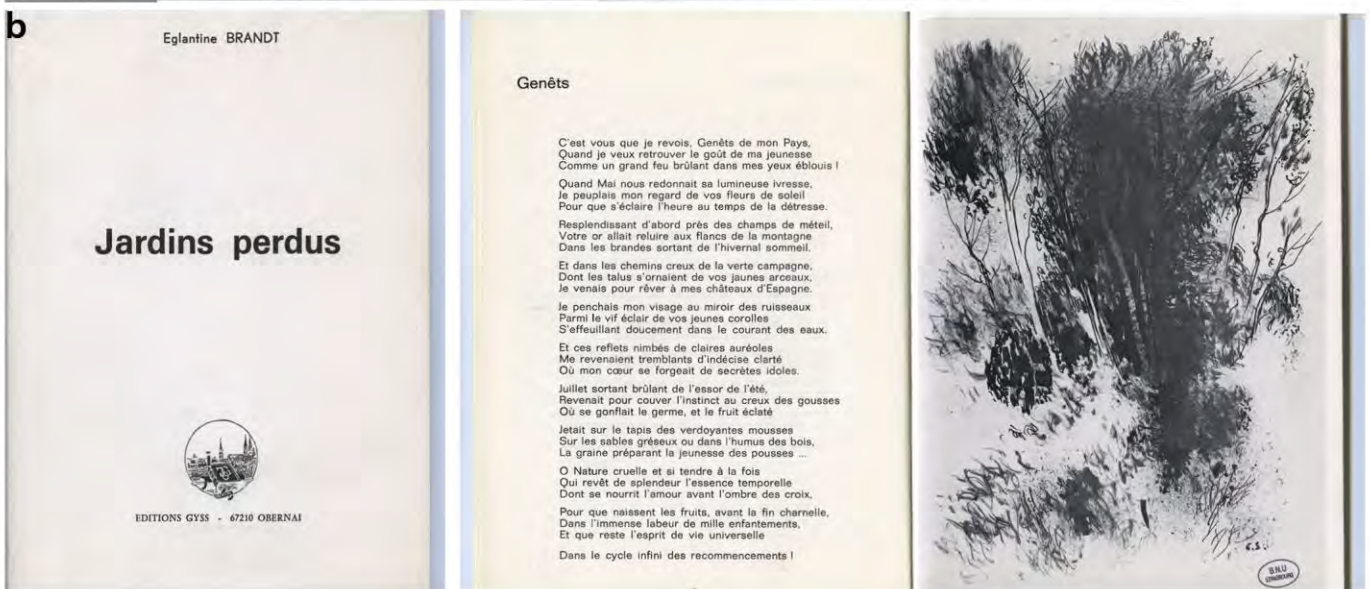 b
Eglantine BRANDT
Jardins perdus
EDITIONS GYSS - 67210 OBERNAI
Genêts
C'est vous que je revois, Genêts de mon Pays,
Quand je veux retrouver le goût de ma jeunesse
Comme un grand feu brûlant dans mes yeux éblouis !
Quand Mai nous redonnait sa lumineuse ivresse,
Je peuplais mon regard de vos fleurs de soleil
Pour que s'éclaire l'heure au temps de la détresse.
Resplendissant d'abord près des champs de méteil,
Votre or allait reluire aux flancs de la montagne
Dans les brandes sortant de l'hivernal sommeil.
Et dans les chemins creux de la verte campagne,
Dont les talus s'ornaient de vos jaunes arceaux,
Je venais pour rêver à mes châteaux d'Espagne.
Je penchais mon visage au miroir des ruisseaux
Parmi le vif éclair de vos jeunes corolles
S'effeuillant doucement dans le courant des eaux.
Et ces reflets nimbés de claires auréoles
Me revenaient tremblants d'indécise clarté
Où mon cœur se forgeait de secrètes idoles.
Juillet sortant brûlant de l'essor de l'été,
Revenait pour couver l'instinct au creux des gousses
Où se gonflait le germe, et le fruit éclaté
Jetait sur le tapis des verdoyantes mousses
Sur les sables gréseux ou dans l'humus des bois,
La graine préparant la jeunesse des pousses ...
O Nature cruelle et si tendre à la fois
Qui revêt de splendeur l'essence temporelle
Dont se nourrit l'amour avant l'ombre des croix,
Pour que naissent les fruits, avant la fin charnelle,
Dans l'immense labeur de mille enfantements,
Et que reste l'esprit de vie universelle
Dans le cycle infini des recommencements !
G.S.
B.N.U
STRASBOURG